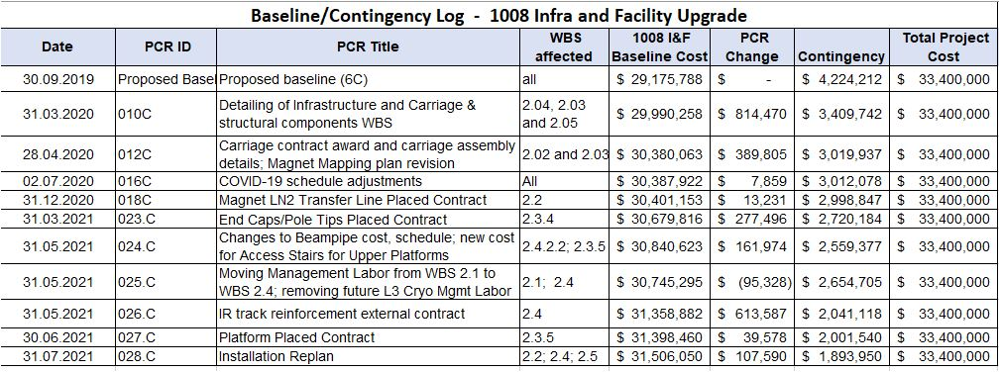 Baseline/Contingency Log - 1008 Infra and Facility Upgrade
Date PCR ID PCR Title WBS affected 1008 I&F Baseline Cost PCR Change Contingency Total Project Cost
30.09.2019 Proposed Basel Proposed baseline (6C) all $ 29,175,788 $ - $ 4,224,212 $ 33,400,000
31.03.2020 010C Detailing of Infrastructure and Carriage & structural components WBS 2.04, 2.03 and 2.05 $ 29,990,258 $ 814,470 $ 3,409,742 $ 33,400,000
28.04.2020 012C Carriage contract award and carriage assembly details; Magnet Mapping plan revision 2.02 and 2.03 $ 30,380,063 $ 389,805 $ 3,019,937 $ 33,400,000
02.07.2020 016C COVID-19 schedule adjustments All $ 30,387,922 $ 7,859 $ 3,012,078 $ 33,400,000
31.12.2020 018C Magnet LN2 Transfer Line Placed Contract 2.2 $ 30,401,153 $ 13,231 $ 2,998,847 $ 33,400,000
31.03.2021 023.C End Caps/Pole Tips Placed Contract 2.3.4 $ 30,679,816 $ 277,496 $ 2,720,184 $ 33,400,000
31.05.2021 024.C Changes to Beampipe cost, schedule; new cost for Access Stairs for Upper Platforms 2.4.2.2; 2.3.5 $ 30,840,623 $ 161,974 $ 2,559,377 $ 33,400,000
31.05.2021 025.C Moving Management Labor from WBS 2.1 to WBS 2.4; removing future L3 Cryo Mgmt Labor 2.1; 2.4 $ 30,745,295 $ (95,328) $ 2,654,705 $ 33,400,000
31.05.2021 026.C IR track reinforcement external contract 2.4 $ 31,358,882 $ 613,587 $ 2,041,118 $ 33,400,000
30.06.2021 027.C Platform Placed Contract 2.3.5 $ 31,398,460 $ 39,578 $ 2,001,540 $ 33,400,000
31.07.2021 028.C Installation Replan 2.2; 2.4; 2.5 $ 31,506,050 $ 107,590 $ 1,893,950 $ 33,400,000